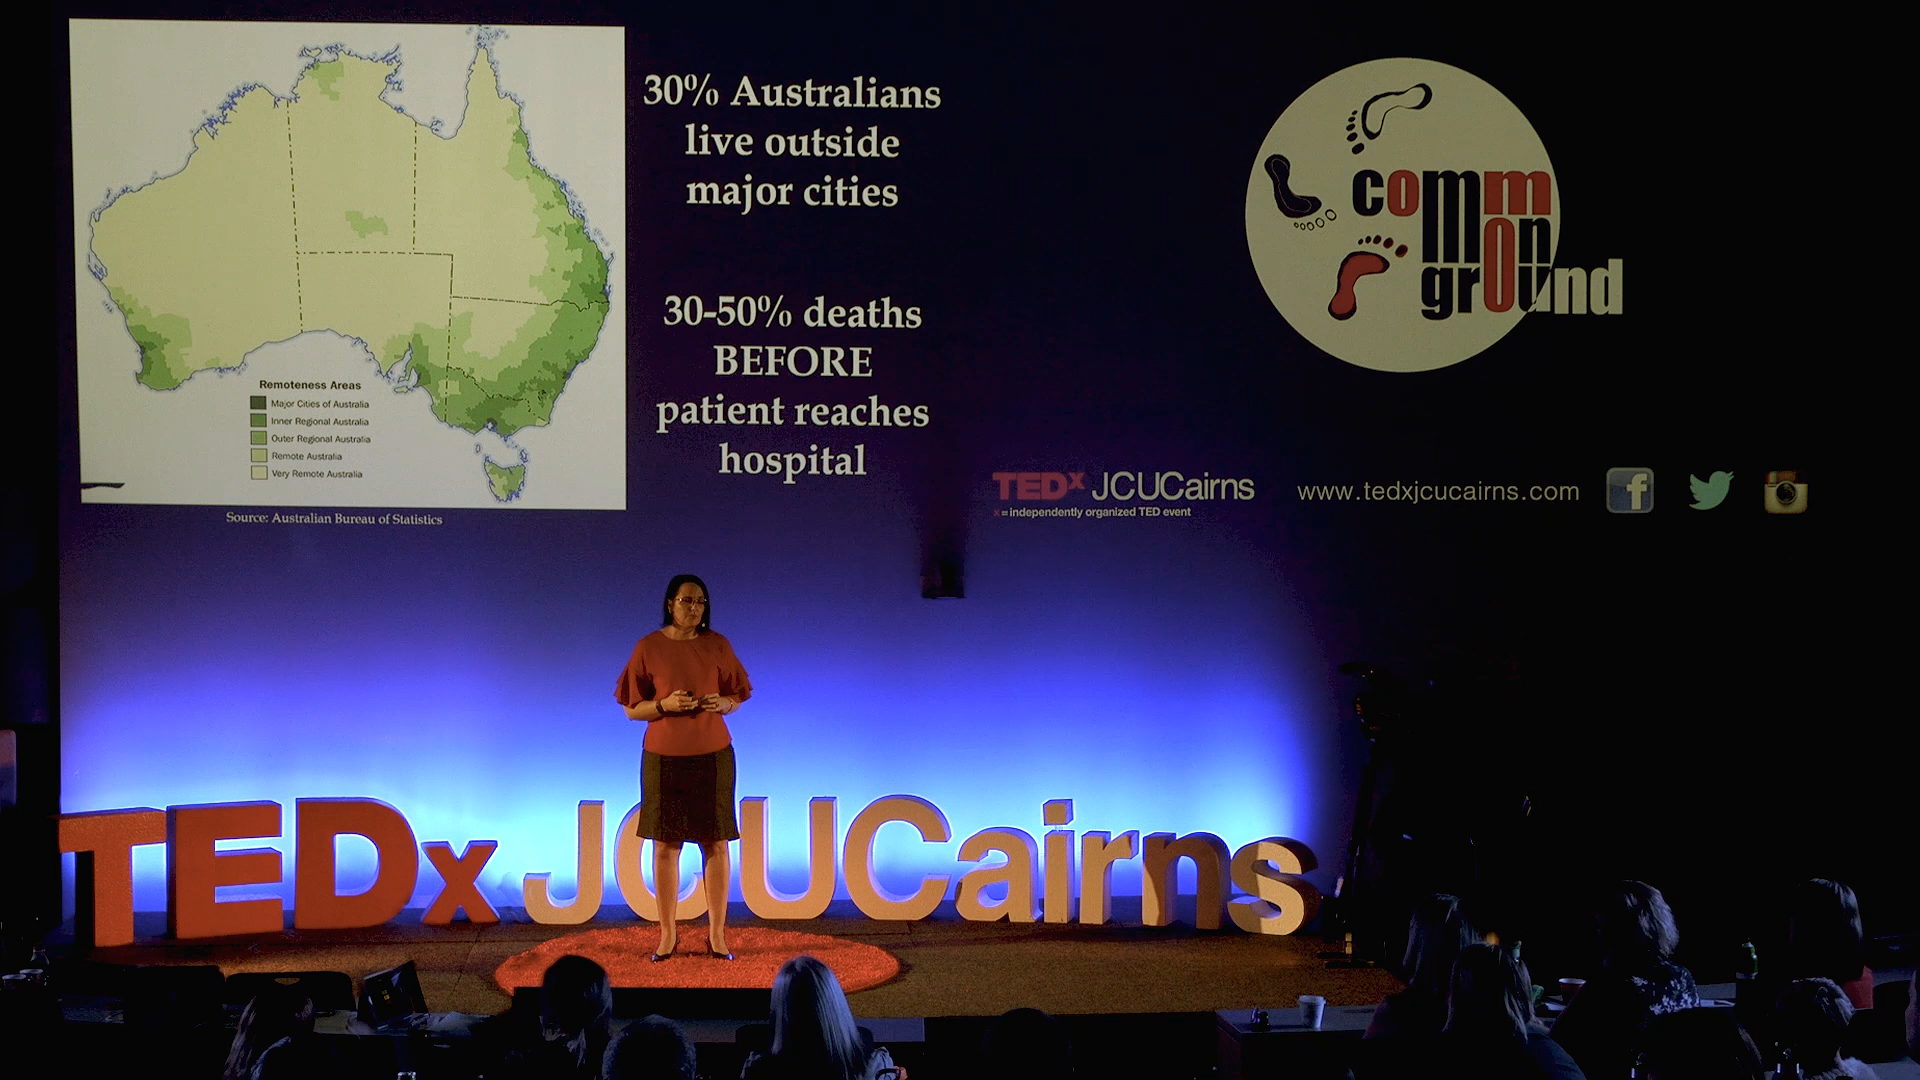 30% Australians
live outside
major cities
30-50% deaths
BEFORE
patient reaches
hospital
Remoteness Areas
Major Cities of Australia
Inner Regional Australia
Outer Regional Australia
Remote Australia
Very Remote Australia
Source: Australian Bureau of Statistics
comm
on
ground
TEDx JCUCairns
x = independently organized TED event
www.tedxjcucairns.com
f
TEDx JCUCairns